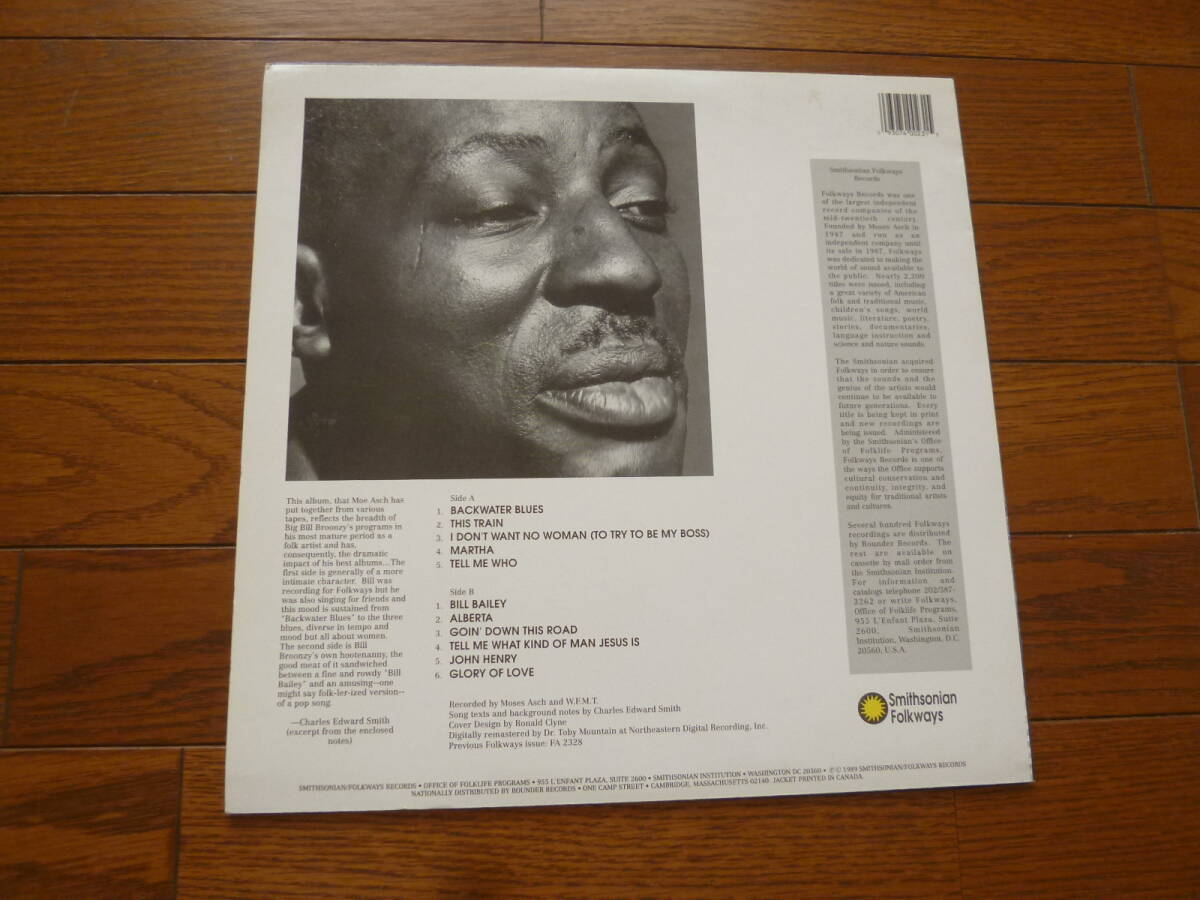 Smithsonian Folkways
Records
Folkways Records was one
of the largest independent
record companies of the
mid-twentieth century.
Founded by Moses Asch in
1947 and run as an
independent company until
its sale in 1987, Folkways
was dedicated to making the
world of sound available to
the public. Nearly 2,200
titles were issued, including
a great variety of American
folk and traditional music,
children's songs, world
music, literature, poetry,
stories, documentaries,
language instruction and
science and nature sounds.
The Smithsonian acquired
Folkways in order to ensure
that the sounds and the
genius of the artists would
continue to be available to
future generations. Every
title is being kept in print
and new recordings are
being issued. Administered
by the Smithsonian's Office
of Folklife Programs,
Folkways Records is one of
the ways the Office supports
cultural conservation and
continuity, integrity, and
equity for traditional artists
and cultures.
Several hundred Folkways
recordings are distributed
by Rounder Records. The
rest are available on
cassette by mail order from
the Smithsonian Institution.
For information and
catalogs telephone 202/387-
3262 or write Folkways,
Office of Folklife Programs,
955 L'Enfant Plaza, Suite
2600, Smithsonian
Institution, Washington, D.C.
20560, U.S.A.
Smithsonian
Folkways
This album, that Moe Asch has
put together from various
tapes, reflects the breadth of
Big Bill Broonzy's programs in
his most mature period as a
folk artist and has,
consequently, the dramatic
impact of his best albums...The
first side is generally of a more
intimate character. Bill was
recording for Folkways but he
was also singing for friends and
this mood is sustained from
"Backwater Blues" to the three
blues, diverse in tempo and
mood but all about women.
The second side is Bill
Broonzy's own hootenanny, the
good meat of it sandwiched
between a fine and rowdy "Bill
Bailey" and an amusing--one
might say folk-ler-ized version--
of a pop song.
—Charles Edward Smith
(excerpt from the enclosed
notes)
Side A
1. BACKWATER BLUES
2. THIS TRAIN
3. I DON'T WANT NO WOMAN (TO TRY TO BE MY BOSS)
4. MARTHA
5. TELL ME WHO
Side B
1. BILL BAILEY
2. ALBERTA
3. GOIN' DOWN THIS ROAD
4. TELL ME WHAT KIND OF MAN JESUS IS
5. JOHN HENRY
6. GLORY OF LOVE
Recorded by Moses Asch and W.F.M.T.
Song texts and background notes by Charles Edward Smith
Cover Design by Ronald Clyne
Digitally remastered by Dr. Toby Mountain at Northeastern Digital Recording, Inc.
Previous Folkways issue: FA 2328
SMITHSONIAN/FOLKWAYS RECORDS • OFFICE OF FOLKLIFE PROGRAMS • 955 L'ENFANT PLAZA, SUITE 2600 • SMITHSONIAN INSTITUTION • WASHINGTON DC 20560 • ℗ © 1989 SMITHSONIAN/FOLKWAYS RECORDS
NATIONALLY DISTRIBUTED BY ROUNDER RECORDS • ONE CAMP STREET • CAMBRIDGE, MASSACHUSETTS 02140. JACKET PRINTED IN CANADA.